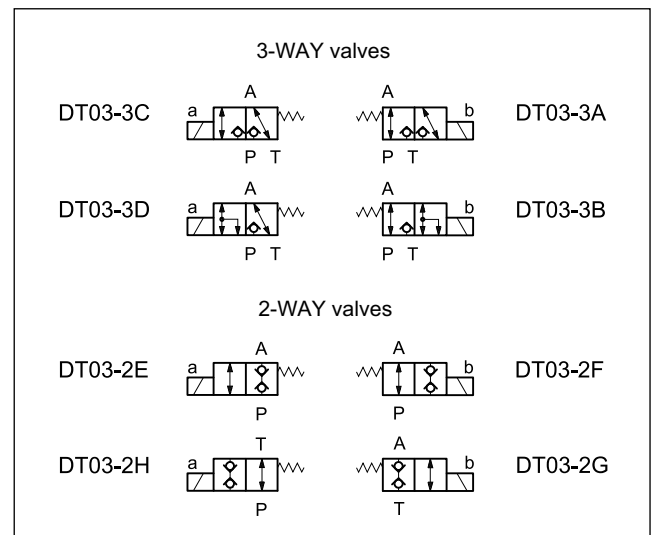 3-WAY valves
A A
DT03-3C a b DT03-3A
P T P T
A A
DT03-3D a b DT03-3B
P T P T
2-WAY valves
A A
DT03-2E a b DT03-2F
P P
T A
DT03-2H a b DT03-2G
P T